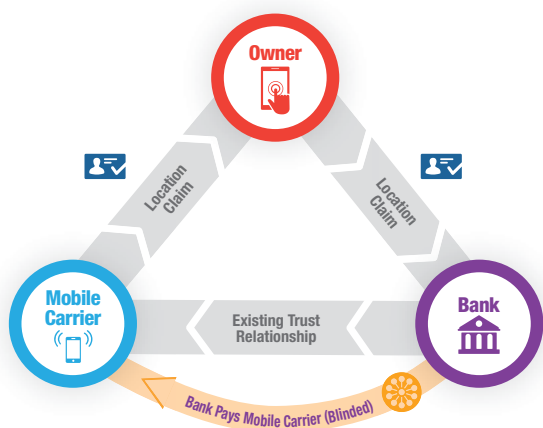 Owner
Location
Claim
Location
Claim
Mobile
Carrier
Existing Trust
Relationship
Bank
Bank Pays Mobile Carrier (Blinded)